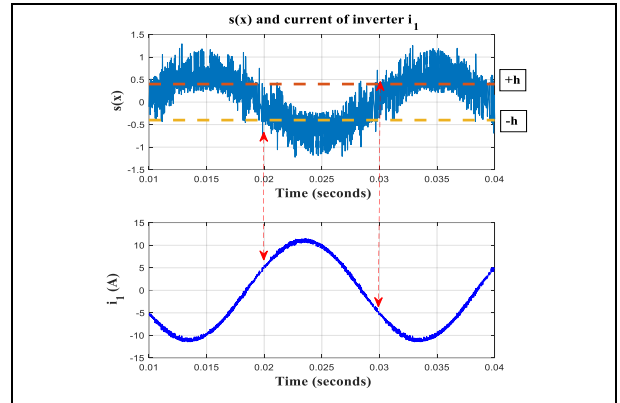 s(x) and current of inverter i_1
1.5
1
0.5
0
-0.5
-1
-1.5
s(x)
+h
-h
0.01 0.015 0.02 0.025 0.03 0.035 0.04
Time (seconds)
15
10
5
0
-5
-10
-15
i_1 (A)
0.01 0.015 0.02 0.025 0.03 0.035 0.04
Time (seconds)